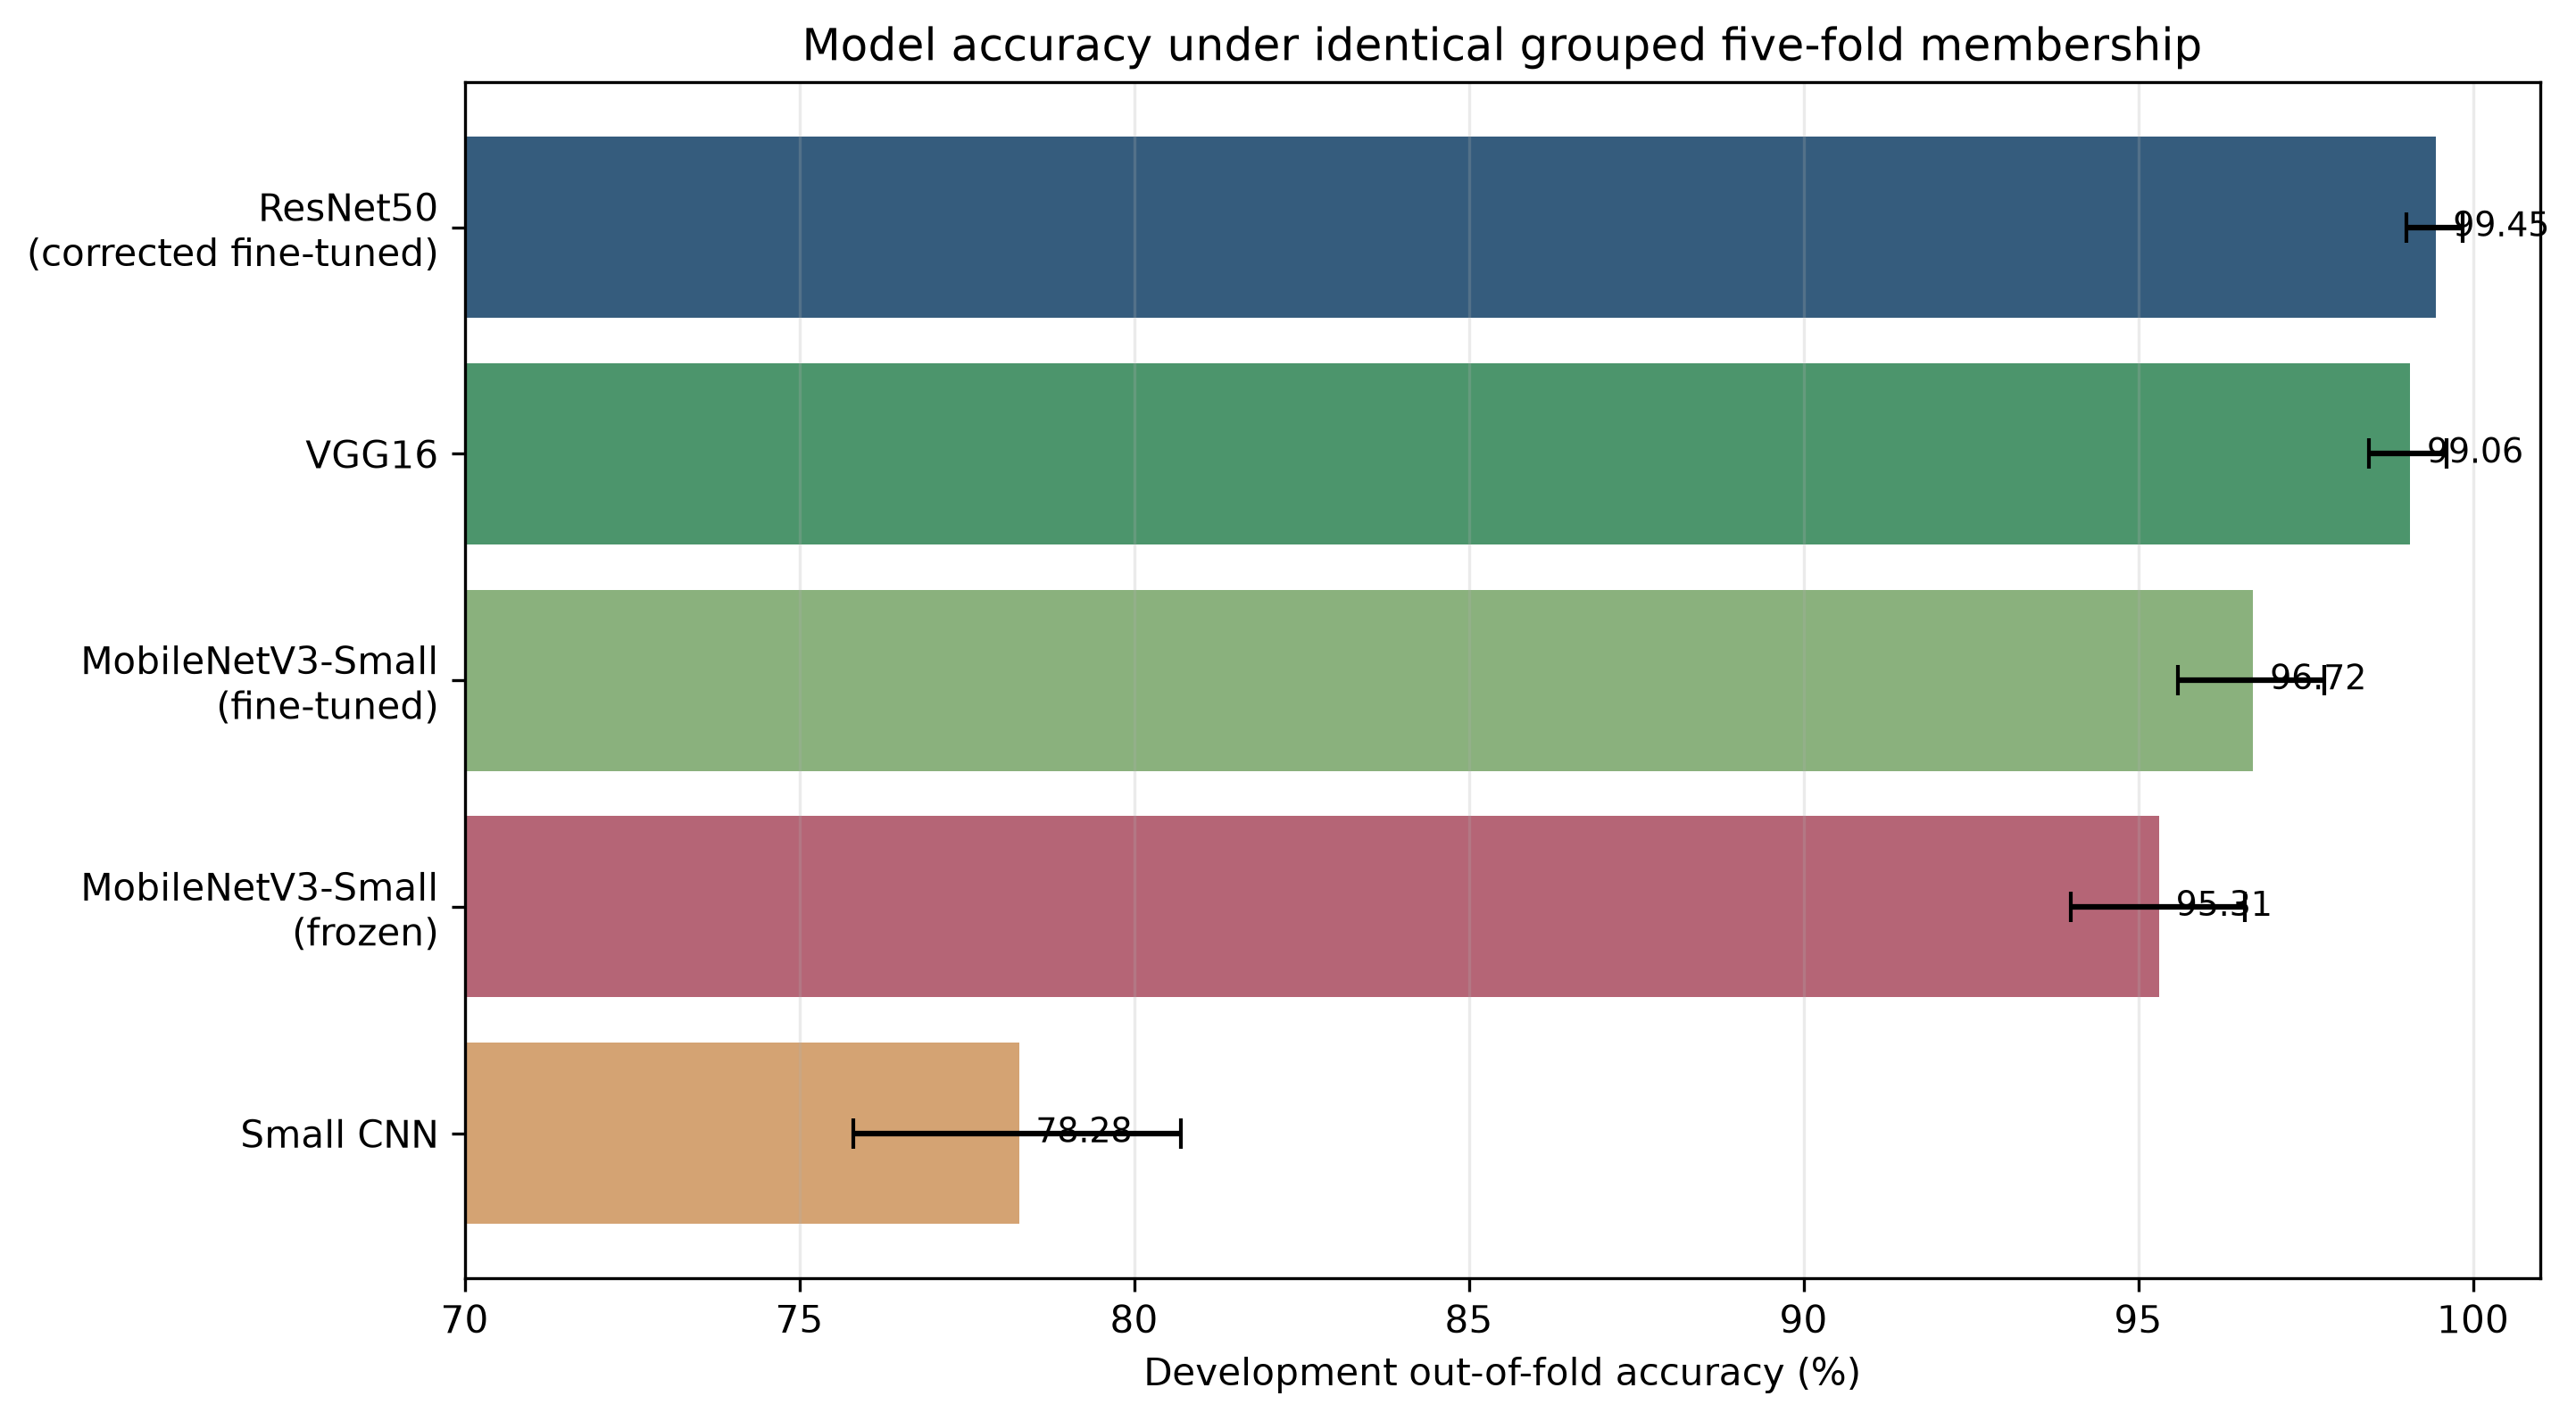 Model accuracy under identical grouped five-fold membership
ResNet50
(corrected fine-tuned)
99.45
VGG16
99.06
MobileNetV3-Small
(fine-tuned)
96.72
MobileNetV3-Small
(frozen)
95.31
Small CNN
78.28
70 75 80 85 90 95 100
Development out-of-fold accuracy (%)